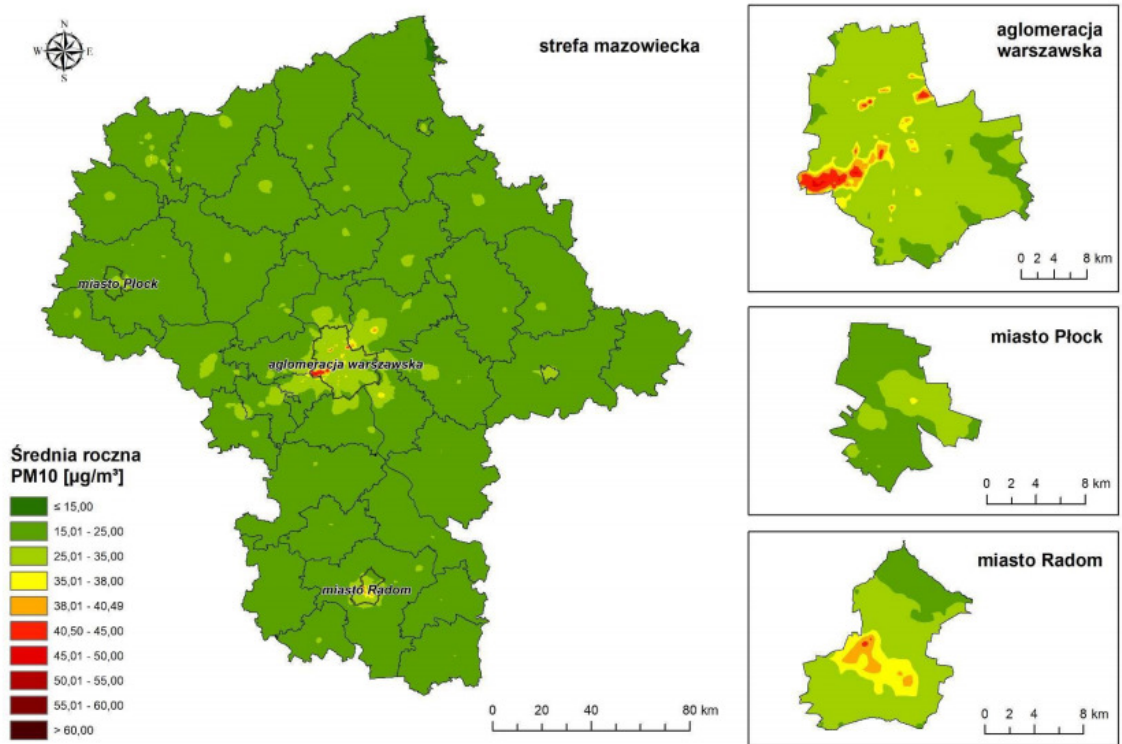 N
W E
S
strefa mazowiecka
aglomeracja
warszawska
0 2 4 8 km
miasto Płock
aglomeracja warszawska
miasto Radom
Średnia roczna
PM10 [µg/m³]
≤ 15,00
15,01 - 25,00
25,01 - 35,00
35,01 - 38,00
38,01 - 40,49
40,50 - 45,00
45,01 - 50,00
50,01 - 55,00
55,01 - 60,00
> 60,00
0 20 40 80 km
miasto Płock
0 2 4 8 km
miasto Radom
0 2 4 8 km